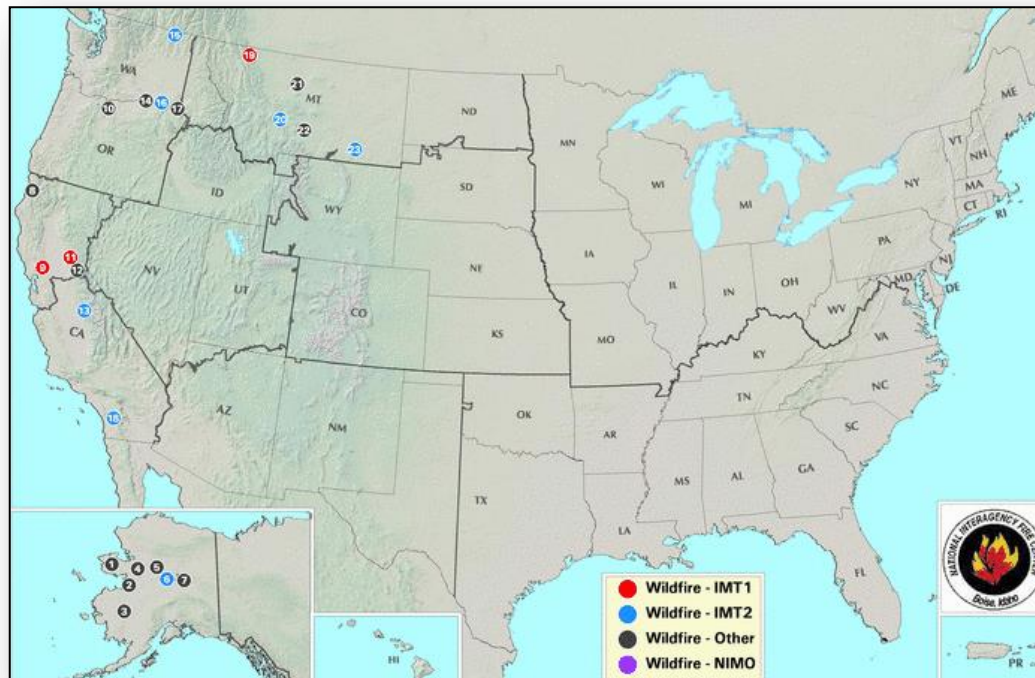 15
19
WA
21
MT
ND
ME
10
14
16
17
20
22
23
OR
MN
VT
NH
ID
SD
WI
NY
MA
CT
RI
8
WY
MI
PA
NJ
11
9
12
NV
UT
NE
IA
IL
IN
OH
MD
DE
13
CA
CO
KS
MO
WV
VA
KY
18
AZ
NM
OK
AR
TN
NC
SC
MS
AL
GA
TX
LA
FL
1
4
5
6
7
2
3
HI
Wildfire - IMT1
Wildfire - IMT2
Wildfire - Other
Wildfire - NIMO
NATIONAL INTERAGENCY FIRE CENTER
Boise, Idaho
PR